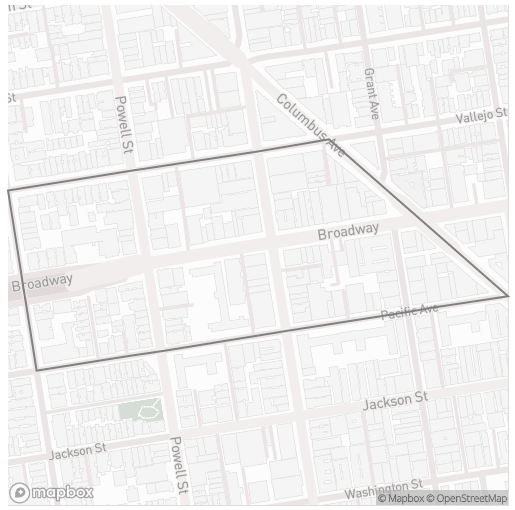 St
St
Powell St
Columbus Ave
Grant Ave
Vallejo St
Broadway
Broadway
Pacific Ave
Jackson St
Jackson St
Powell St
Washington St
mapbox
© Mapbox © OpenStreetMap